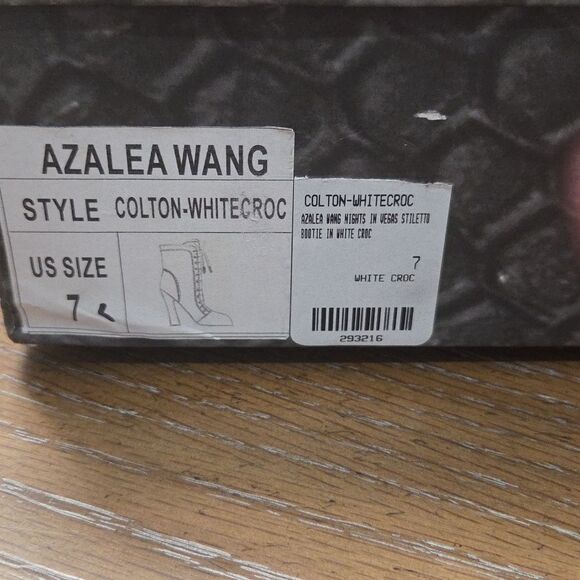 AZALEA WANG
STYLE COLTON-WHITECROC
US SIZE
7
COLTON-WHITECROC
AZALEA WANG NIGHTS IN VEGAS STILETTO
BOOTIE IN WHITE CROC
7
WHITE CROC
293216